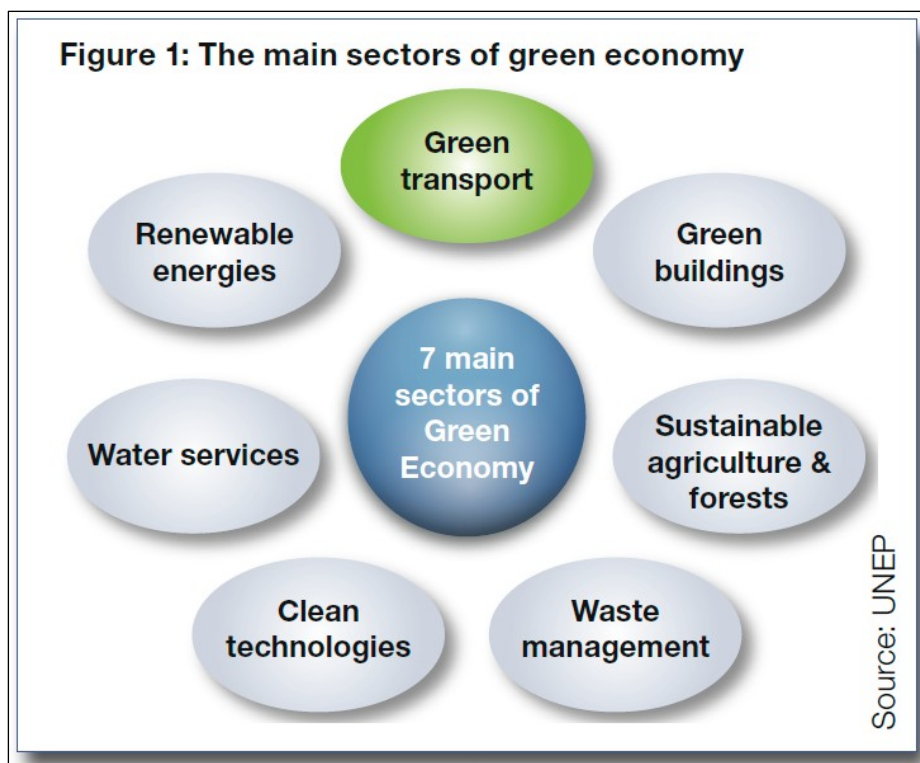 Figure 1: The main sectors of green economy
Green
transport
Renewable
energies
Green
buildings
7 main
sectors of
Green
Economy
Water services
Sustainable
agriculture &
forests
Clean
technologies
Waste
management
Source: UNEP